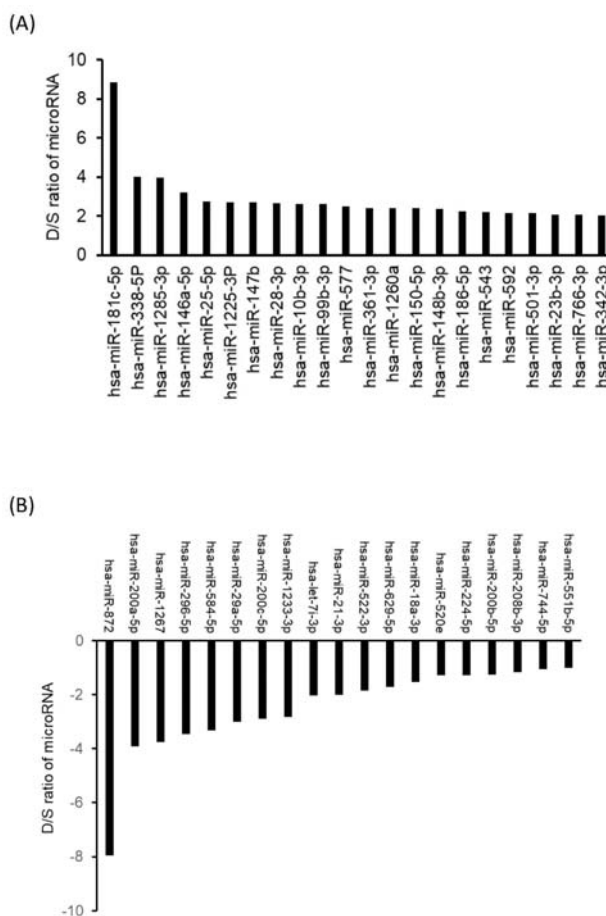 (A)
D/S ratio of microRNA
10
8
6
4
2
0
hsa-miR-181c-5p
hsa-miR-338-5P
hsa-miR-1285-3p
hsa-miR-146a-5p
hsa-miR-25-5p
hsa-miR-1225-3P
hsa-miR-147b
hsa-miR-28-3p
hsa-miR-10b-3p
hsa-miR-99b-3p
hsa-miR-577
hsa-miR-361-3p
hsa-miR-1260a
hsa-miR-150-5p
hsa-miR-148b-3p
hsa-miR-186-5p
hsa-miR-543
hsa-miR-592
hsa-miR-501-3p
hsa-miR-23b-3p
hsa-miR-766-3p
hsa-miR-342-3p
(B)
hsa-miR-872
hsa-miR-200a-5p
hsa-miR-1267
hsa-miR-296-5p
hsa-miR-584-5p
hsa-miR-29a-5p
hsa-miR-200c-5p
hsa-miR-1233-3p
hsa-let-7i-3p
hsa-miR-21-3p
hsa-miR-522-3p
hsa-miR-629-5p
hsa-miR-18a-3p
hsa-miR-520e
hsa-miR-224-5p
hsa-miR-200b-5p
hsa-miR-208b-3p
hsa-miR-744-5p
hsa-miR-551b-5p
D/S ratio of microRNA
0
-2
-4
-6
-8
-10